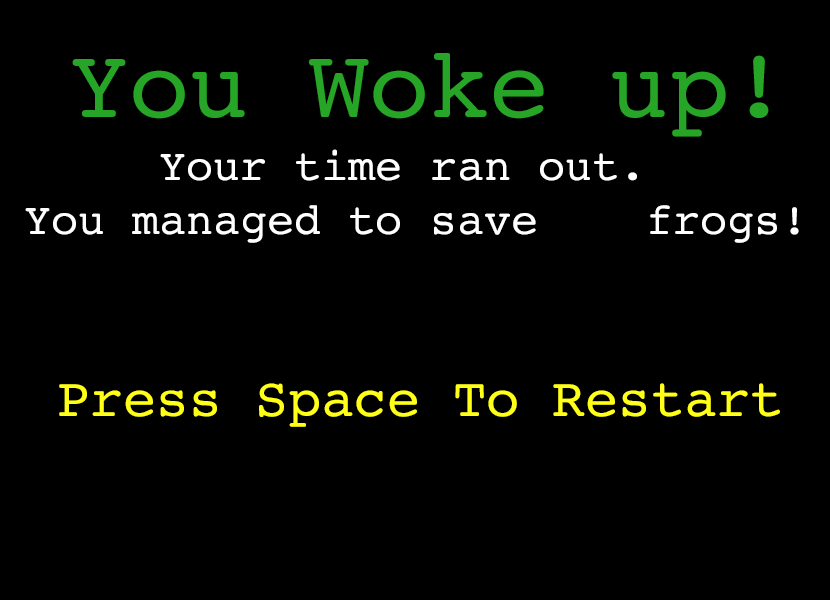 You Woke up!
Your time ran out.
You managed to save    frogs!
Press Space To Restart